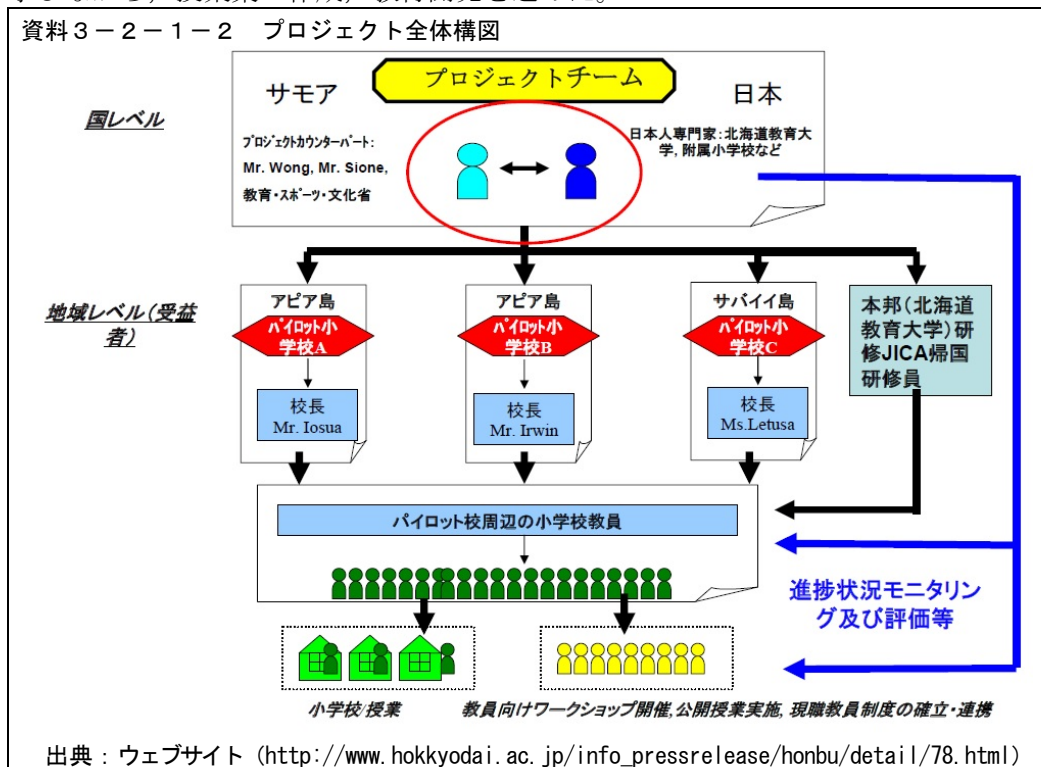 資料3-2-1-2 プロジェクト全体構図
国レベル
サモア
プロジェクトチーム
日本
プロジェクトカウンターパート:
Mr. Wong, Mr. Sione,
教育・スポーツ・文化省
日本人専門家:北海道教育大
学, 附属小学校など
地域レベル(受益
者)
アピア島
パイロット小
学校A
校長
Mr. Iosua
アピア島
パイロット小
学校B
校長
Mr. Irwin
サバイイ島
パイロット小
学校C
校長
Ms.Letusa
本邦(北海道
教育大学)研
修JICA帰国
研修員
パイロット校周辺の小学校教員
進捗状況モニタリン
グ及び評価等
小学校/授業
教員向けワークショップ開催,公開授業実施, 現職教員制度の確立・連携
出典:ウェブサイト(http://www.hokkyodai.ac.jp/info_pressrelease/honbu/detail/78.html)